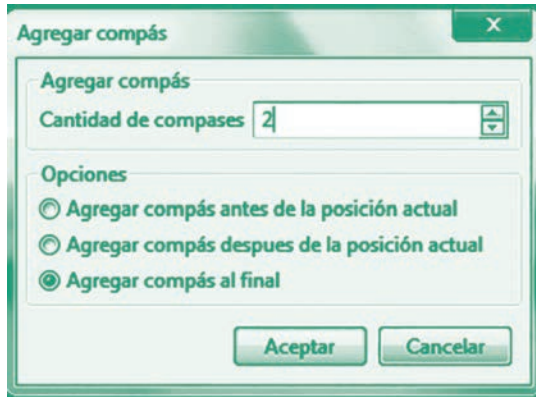 Agregar compás
x
Agregar compás
Cantidad de compases 2
Opciones
Agregar compás antes de la posición actual
Agregar compás despues de la posición actual
Agregar compás al final
Aceptar Cancelar